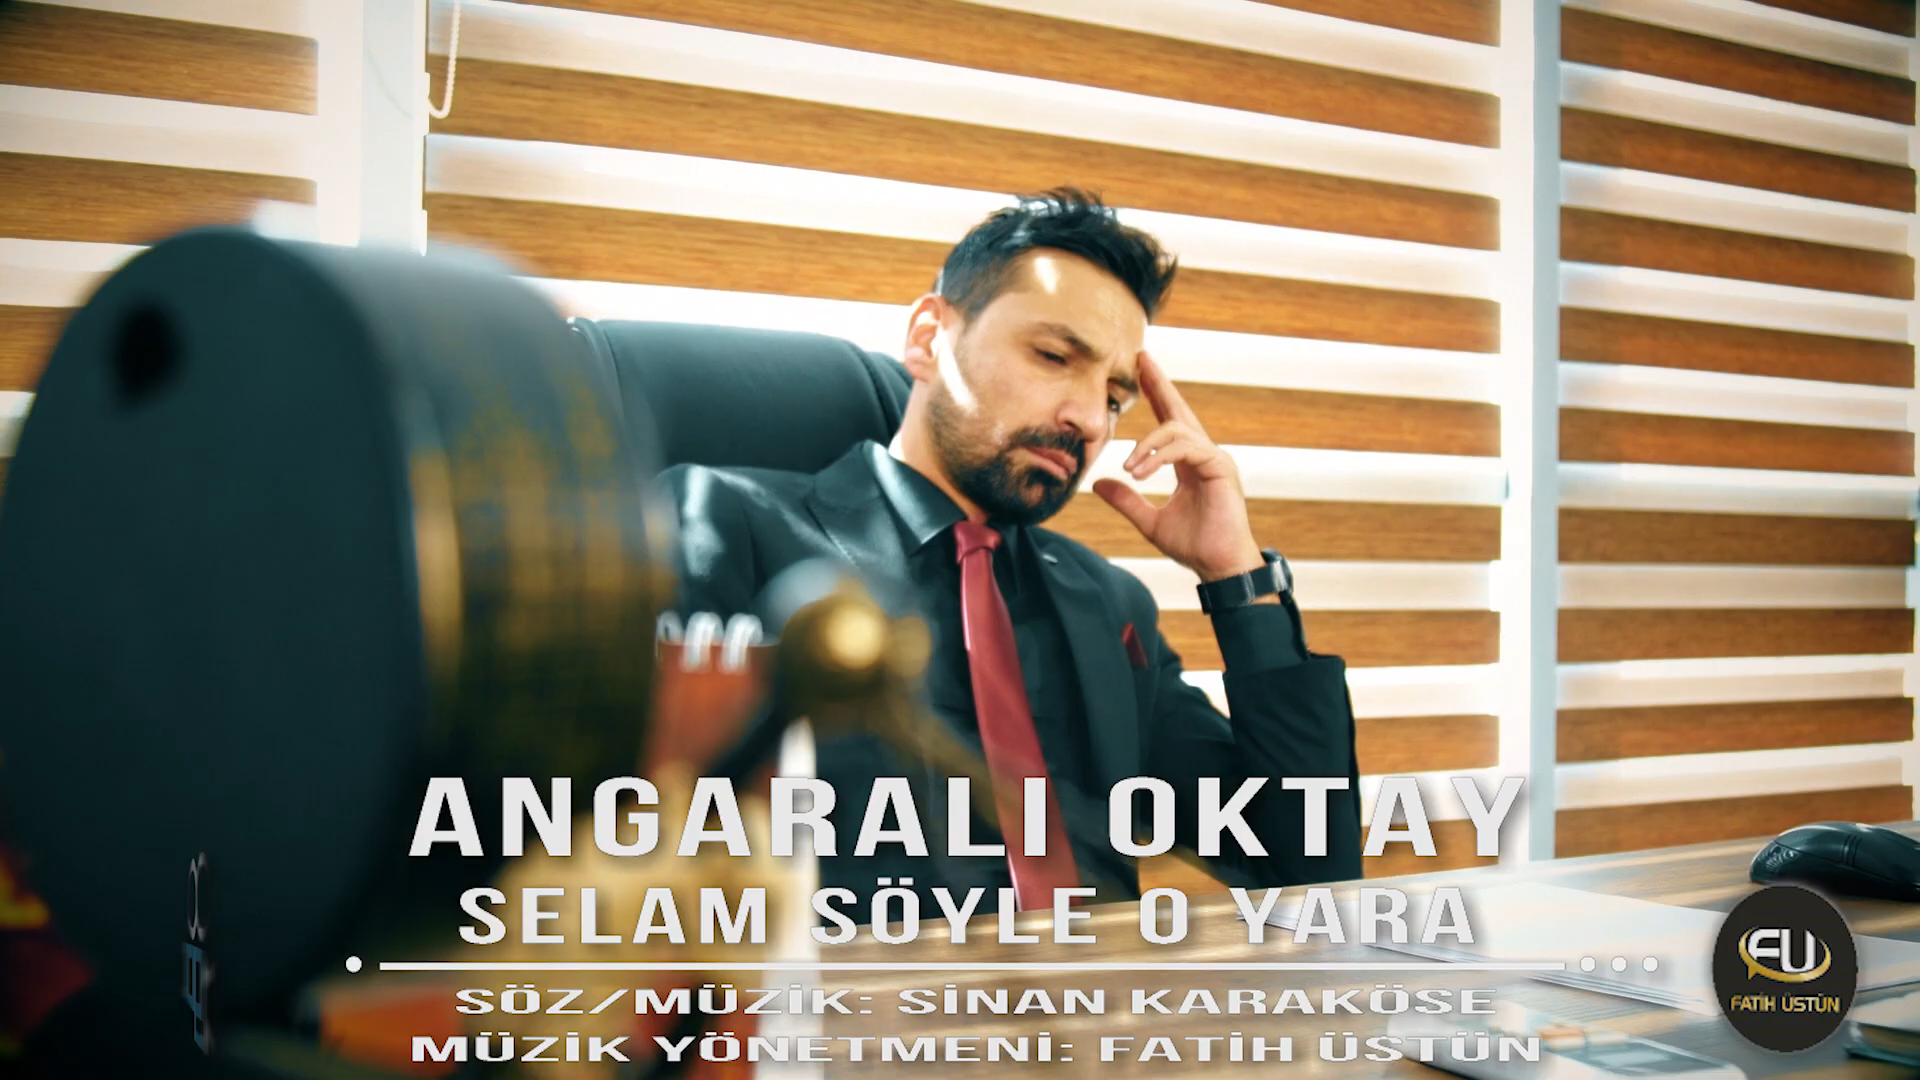 ANGARALI OKTAY
SELAM SÖYLE O YARA
SÖZ/MÜZİK: SİNAN KARAKÖSE
MÜZİK YÖNETMENİ: FATİH ÜSTÜN
FU
FATİH ÜSTÜN